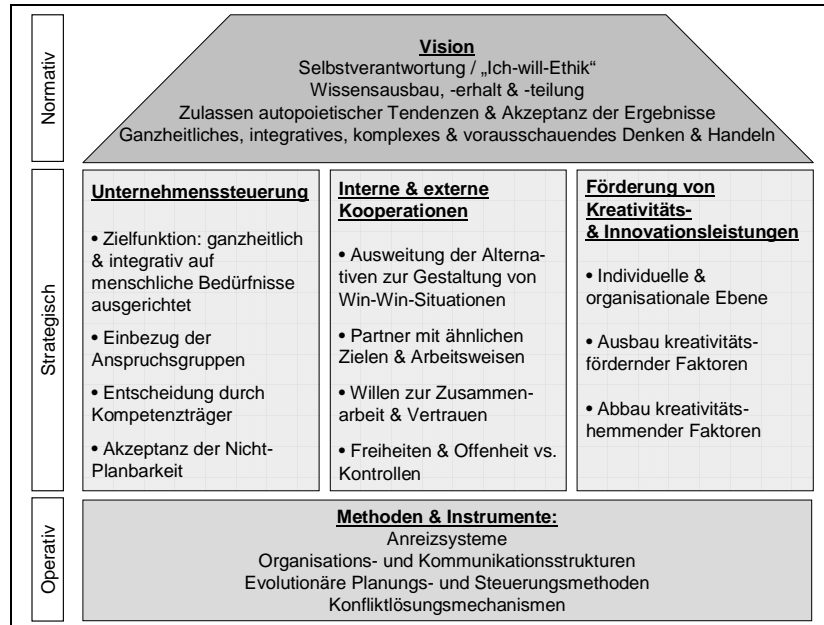 Normativ
Vision
Selbstverantwortung / „Ich-will-Ethik“
Wissensausbau, -erhalt & -teilung
Zulassen autopoietischer Tendenzen & Akzeptanz der Ergebnisse
Ganzheitliches, integratives, komplexes & vorausschauendes Denken & Handeln
Strategisch
Unternehmenssteuerung
• Zielfunktion: ganzheitlich
& integrativ auf
menschliche Bedürfnisse
ausgerichtet
• Einbezug der
Anspruchsgruppen
• Entscheidung durch
Kompetenzträger
• Akzeptanz der Nicht-
Planbarkeit
Interne & externe
Kooperationen
• Ausweitung der Alterna-
tiven zur Gestaltung von
Win-Win-Situationen
• Partner mit ähnlichen
Zielen & Arbeitsweisen
• Willen zur Zusammen-
arbeit & Vertrauen
• Freiheiten & Offenheit vs.
Kontrollen
Förderung von
Kreativitäts-
& Innovationsleistungen
• Individuelle &
organisationale Ebene
• Ausbau kreativitäts-
fördernder Faktoren
• Abbau kreativitäts-
hemmender Faktoren
Operativ
Methoden & Instrumente:
Anreizsysteme
Organisations- und Kommunikationsstrukturen
Evolutionäre Planungs- und Steuerungsmethoden
Konfliktlösungsmechanismen